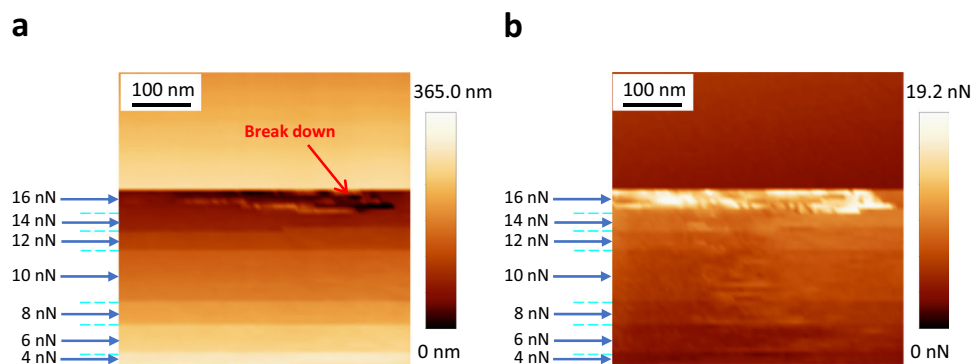 a
b
100 nm
365.0 nm
Break down
16 nN
14 nN
12 nN
10 nN
8 nN
6 nN
4 nN
0 nm
100 nm
19.2 nN
16 nN
14 nN
12 nN
10 nN
8 nN
6 nN
4 nN
0 nN